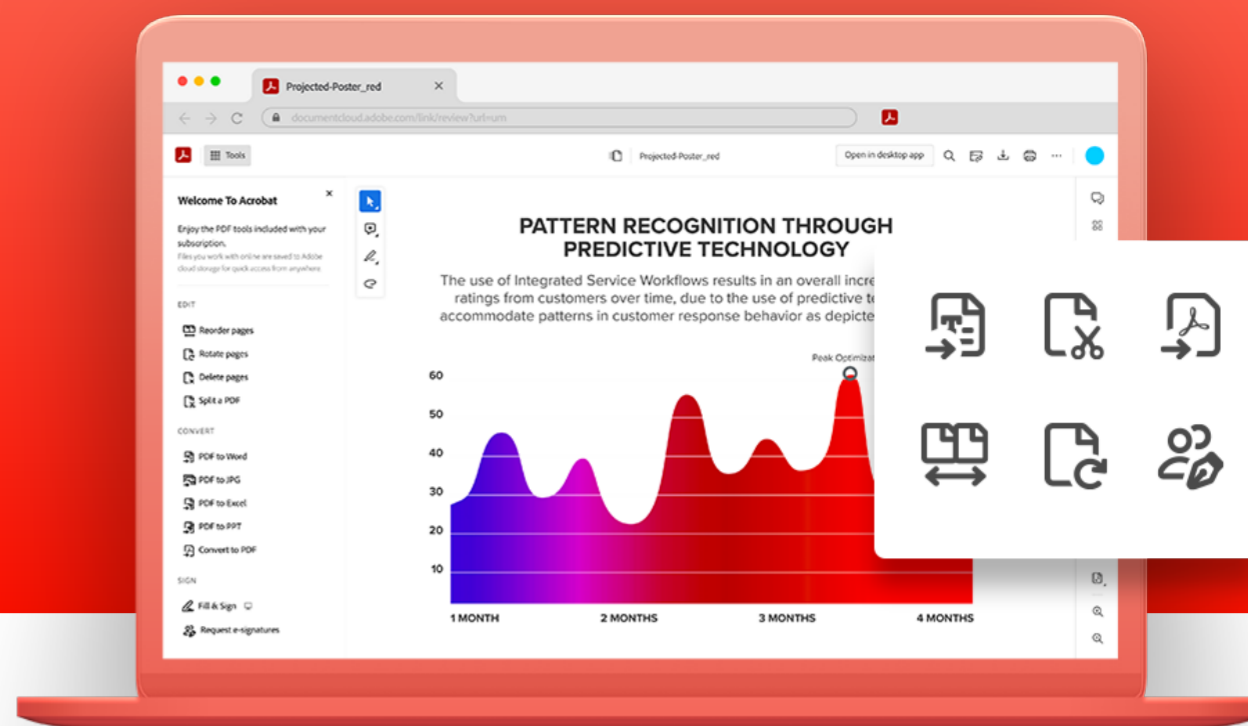 Projected-Poster_red
documentcloud.adobe.com/link/review?url=um
Tools
Projected-Poster_red
Open in desktop app
Welcome To Acrobat
Enjoy the PDF tools included with your
subscription.
Files you work with online are saved to Adobe
cloud storage for quick access from anywhere
EDIT
Reorder pages
Rotate pages
Delete pages
Split a PDF
CONVERT
PDF to Word
PDF to JPG
PDF to Excel
PDF to PPT
Convert to PDF
SIGN
Fill & Sign
Request e-signatures
PATTERN RECOGNITION THROUGH
PREDICTIVE TECHNOLOGY
The use of Integrated Service Workflows results in an overall incre
ratings from customers over time, due to the use of predictive te
accommodate patterns in customer response behavior as depicte
Peak Optimizat
60
50
40
30
20
10
1 MONTH
2 MONTHS
3 MONTHS
4 MONTHS